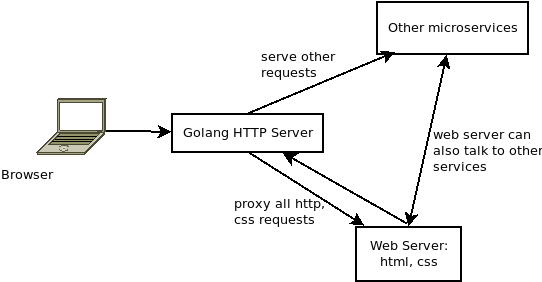 Other microservices
serve other
requests
Golang HTTP Server
web server can
also talk to other
services
Browser
proxy all http,
css requests
Web Server:
html, css